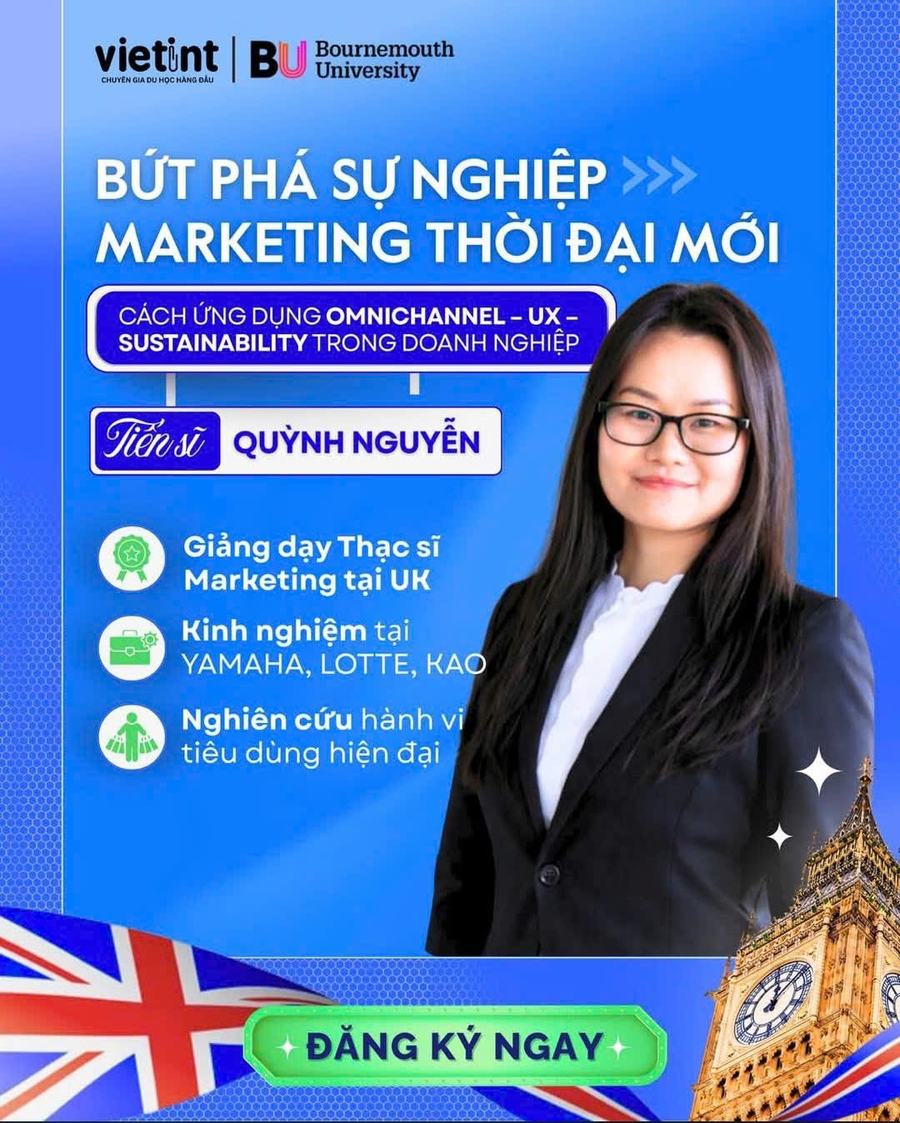 vietint
CHUYÊN GIA DU HỌC HÀNG ĐẦU
BU
Bournemouth
University
BỨT PHÁ SỰ NGHIỆP
MARKETING THỜI ĐẠI MỚI
CÁCH ỨNG DỤNG OMNICHANNEL – UX –
SUSTAINABILITY TRONG DOANH NGHIỆP
Tiến sĩ QUỲNH NGUYỄN
Giảng dạy Thạc sĩ
Marketing tại UK
Kinh nghiệm tại
YAMAHA, LOTTE, KAO
Nghiên cứu hành vi
tiêu dùng hiện đại
ĐĂNG KÝ NGAY